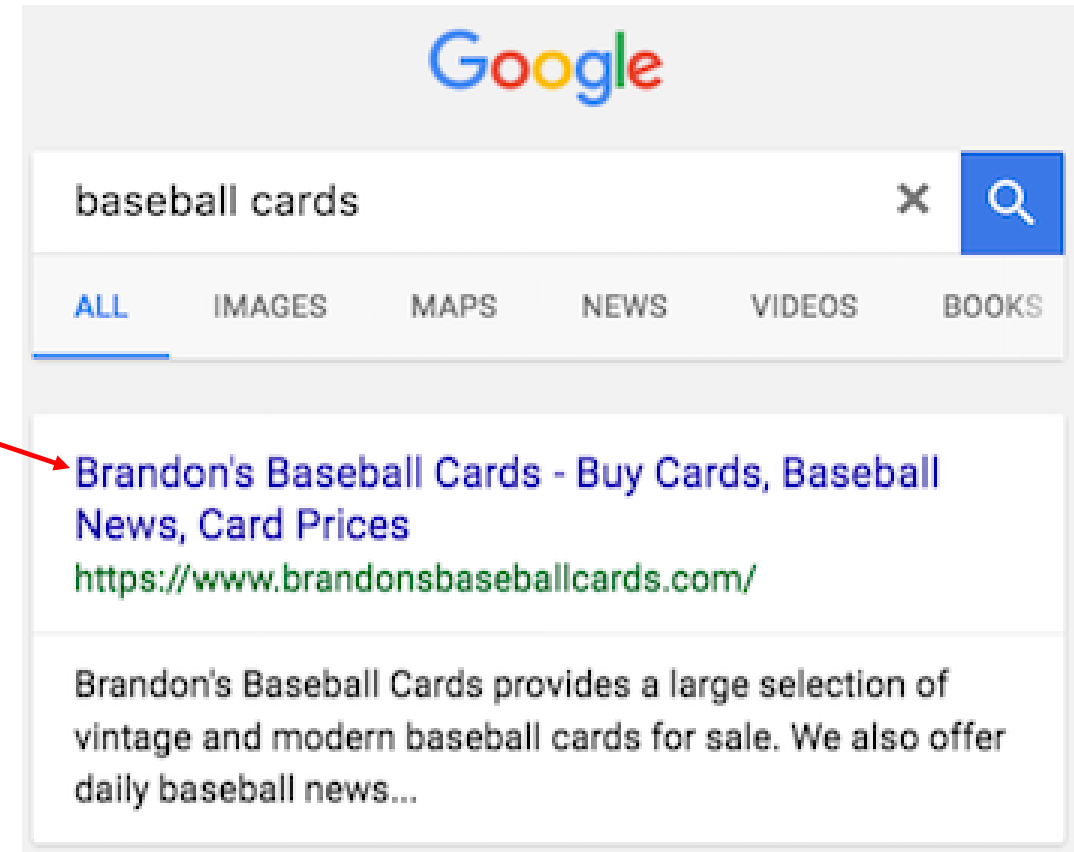 Google
baseball cards
ALL IMAGES MAPS NEWS VIDEOS BOOKS
Brandon's Baseball Cards - Buy Cards, Baseball
News, Card Prices
https://www.brandonsbaseballcards.com/
Brandon's Baseball Cards provides a large selection of
vintage and modern baseball cards for sale. We also offer
daily baseball news...